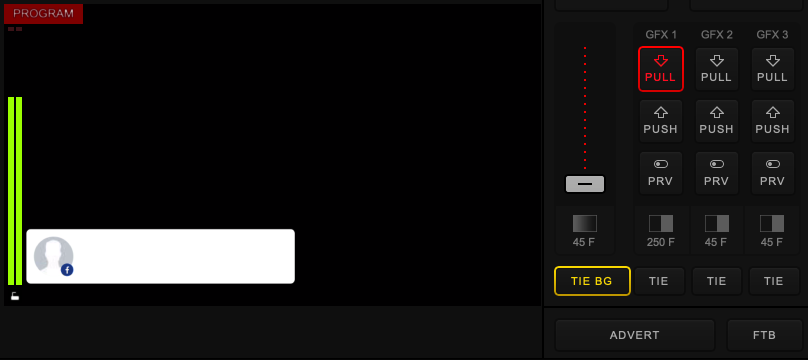 PROGRAM
GFX 1 GFX 2 GFX 3
PULL PULL PULL
PUSH PUSH PUSH
PRV PRV PRV
45 F 250 F 45 F 45 F
TIE BG TIE TIE TIE
ADVERT FTB
f